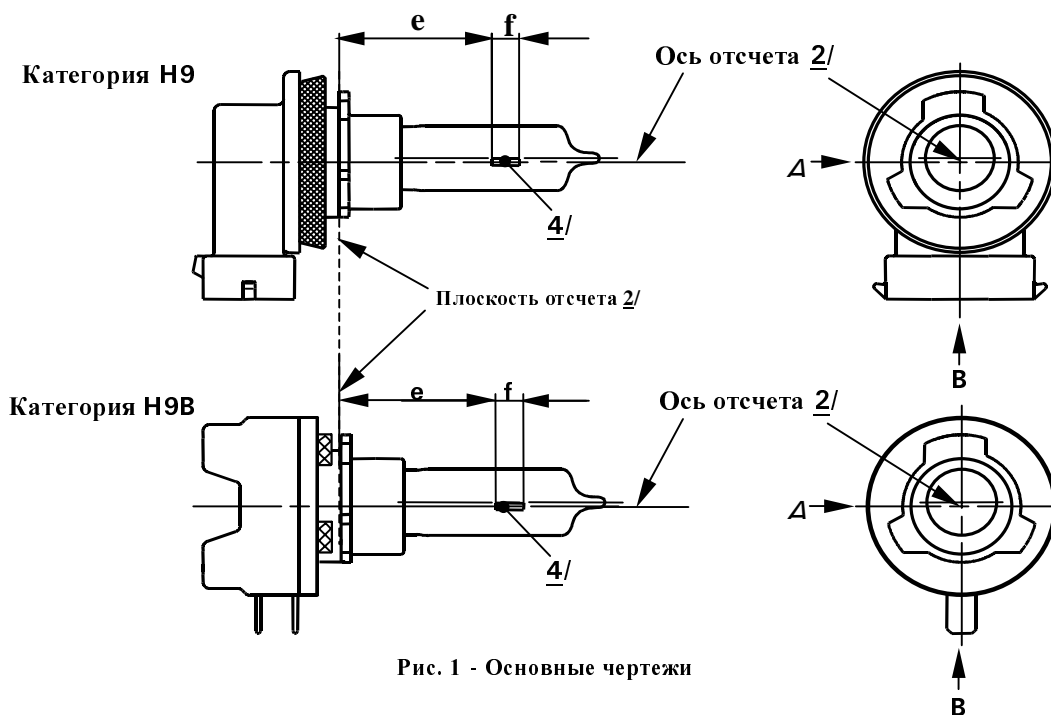 e f
Категория H9
Ось отсчета 2/
A
4/
Плоскость отсчета 2/
B
Категория H9B
e f
Ось отсчета 2/
A
4/
Рис. 1 - Основные чертежи
B